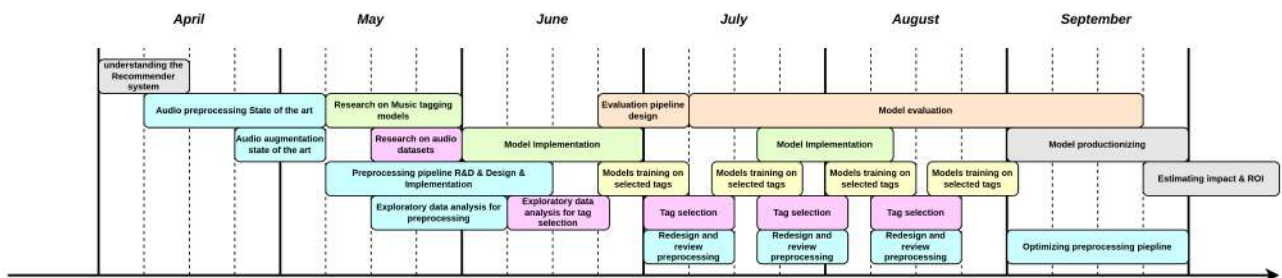 April May June July August September
understanding the
Recommender
system
Audio preprocessing State of the art
Research on Music tagging
models
Evaluation pipeline
design
Model evaluation
Audio augmentation
state of the art
Research on audio
datasets
Model Implementation
Model Implementation
Model productionizing
Preprocessing pipeline R&D & Design &
Implementation
Models training on
selected tags
Models training on
selected tags
Models training on
selected tags
Models training on
selected tags
Estimating impact & ROI
Exploratory data analysis for
preprocessing
Exploratory data
analysis for tag
selection
Tag selection
Tag selection
Tag selection
Redesign and
review
preprocessing
Redesign and
review
preprocessing
Redesign and
review
preprocessing
Optimizing preprocessing piepline